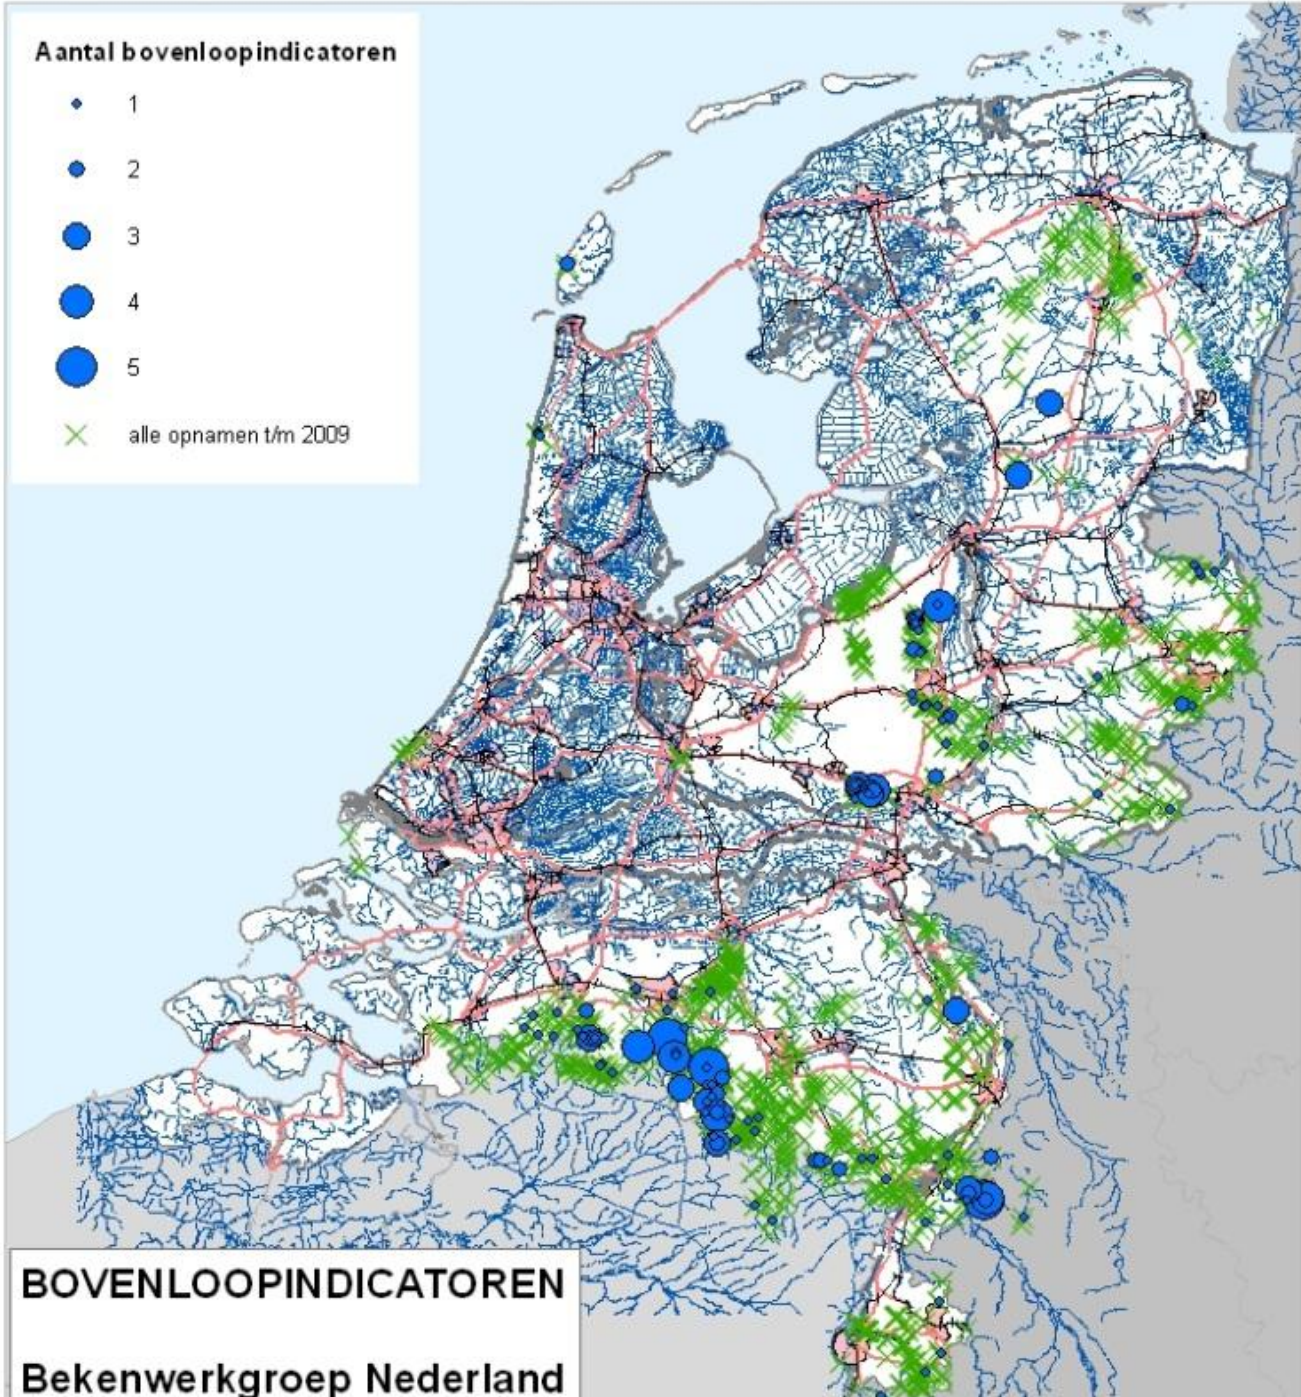 Aantal bovenloopindicatoren
1
2
3
4
5
alle opnamen t/m 2009
BOVENLOOPINDICATOREN
Bekenwerkgroep Nederland